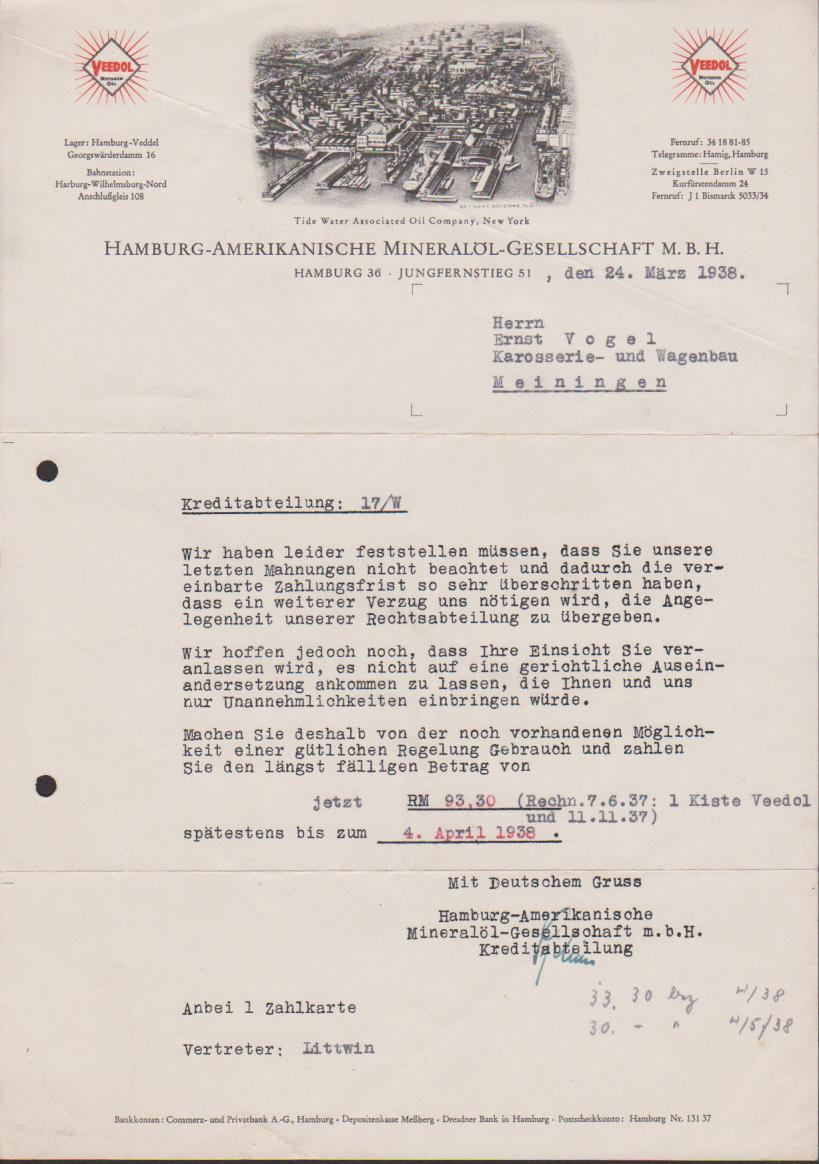 VEEDOL
MOTOREN
OIL
VEEDOL
MOTOREN
OIL
Lager: Hamburg-Veddel
Georgswärderdamm 16
Bahnstation:
Harburg-Wilhelmsburg-Nord
Anschlußgleis 108
Fernruf: 34 18 81-85
Telegramme: Hamig, Hamburg
Zweigstelle Berlin W 15
Kurfürstendamm 24
Fernruf: J 1 Bismarck 5033/34
Tide Water Associated Oil Company, New York
HAMBURG-AMERIKANISCHE MINERALÖL-GESELLSCHAFT M. B. H.
HAMBURG 36 · JUNGFERNSTIEG 51 , den 24. März 1938.
Herrn
Ernst V o g e l
Karosserie- und Wagenbau
M e i n i n g e n
Kreditabteilung: 17/W
Wir haben leider feststellen müssen, dass Sie unsere
letzten Mahnungen nicht beachtet und dadurch die ver-
einbarte Zahlungsfrist so sehr überschritten haben,
dass ein weiterer Verzug uns nötigen wird, die Ange-
legenheit unserer Rechtsabteilung zu übergeben.
Wir hoffen jedoch noch, dass Ihre Einsicht Sie ver-
anlassen wird, es nicht auf eine gerichtliche Ausein-
andersetzung ankommen zu lassen, die Ihnen und uns
nur Unannehmlichkeiten einbringen würde.
Machen Sie deshalb von der noch vorhandenen Möglich-
keit einer gütlichen Regelung Gebrauch und zahlen
Sie den längst fälligen Betrag von
jetzt RM 93,30 (Rechn.7.6.37: 1 Kiste Veedol
und 11.11.37)
spätestens bis zum 4. April 1938 .
Mit Deutschem Gruss
Hamburg-Amerikanische
Mineralöl-Gesellschaft m.b.H.
Kreditabteilung
33. 30 4/38
Anbei 1 Zahlkarte
30. - " 4/5/38
Vertreter: Littwin
Bankkonten: Commerz- und Privatbank A.-G., Hamburg · Depositenkasse Meßberg · Dresdner Bank in Hamburg · Postscheckkonto: Hamburg Nr. 131 37